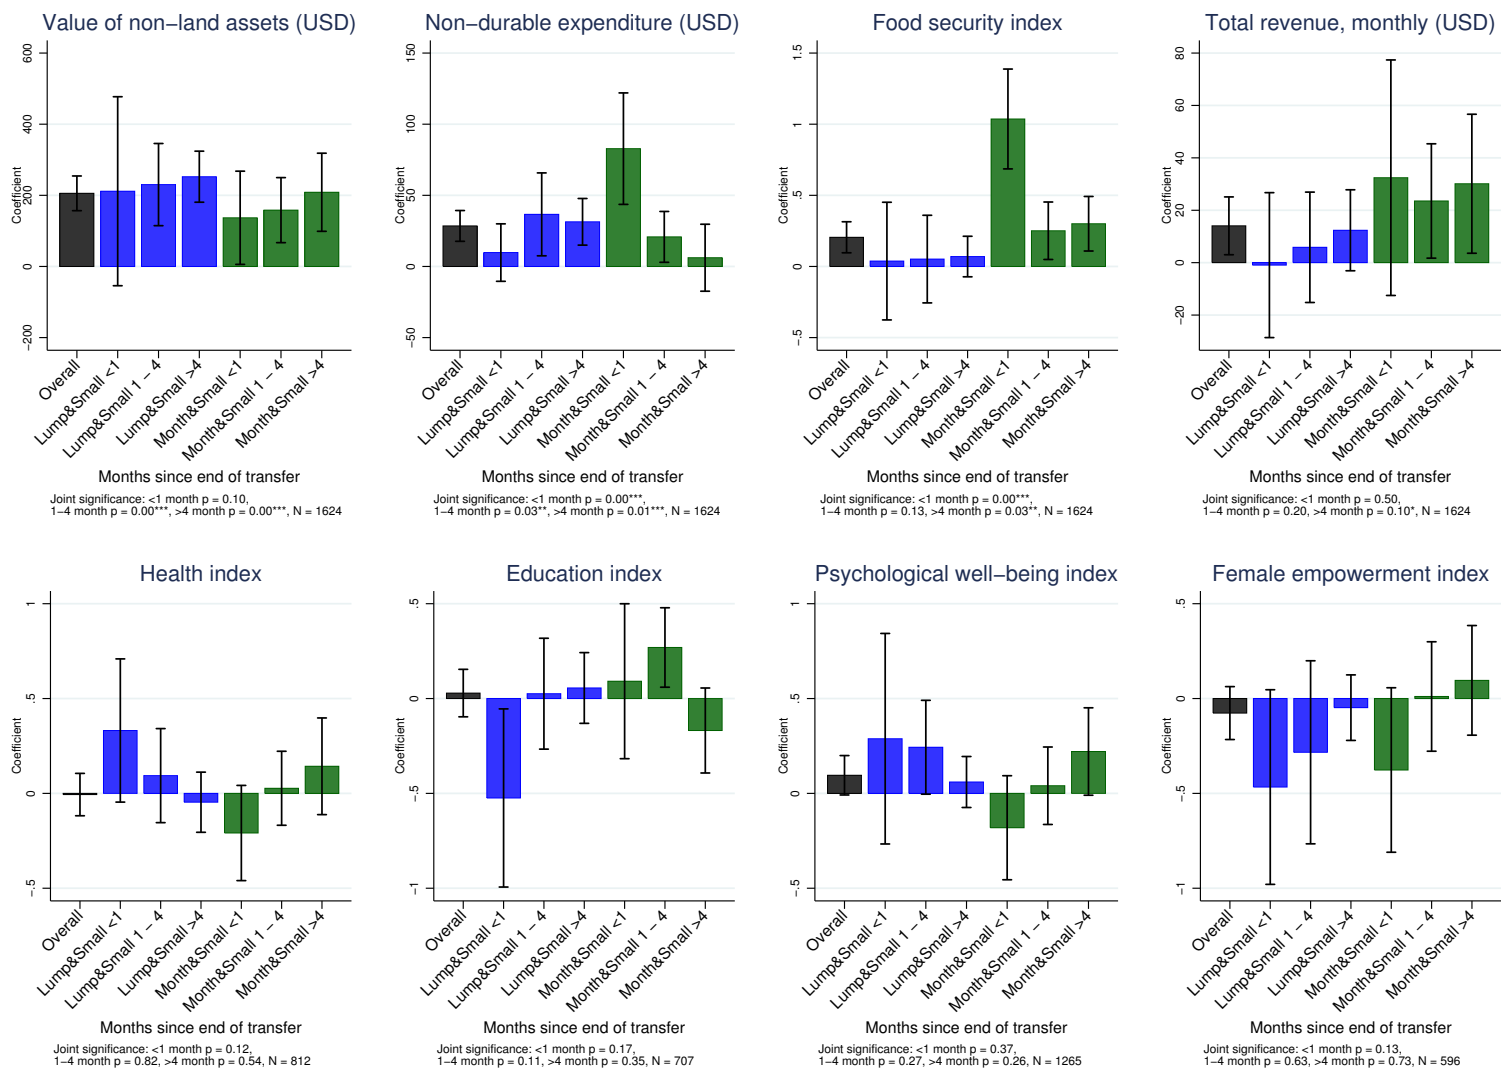 Value of non−land assets (USD)
600
400
200
0
−200
Coefficient
Overall
Lump&Small <1
Lump&Small 1 − 4
Lump&Small >4
Month&Small <1
Month&Small 1 − 4
Month&Small >4
Months since end of transfer
Joint significance: <1 month p = 0.10,
1−4 month p = 0.00***, >4 month p = 0.00***, N = 1624
Non−durable expenditure (USD)
150
100
50
0
−50
Coefficient
Overall
Lump&Small <1
Lump&Small 1 − 4
Lump&Small >4
Month&Small <1
Month&Small 1 − 4
Month&Small >4
Months since end of transfer
Joint significance: <1 month p = 0.00***,
1−4 month p = 0.03**, >4 month p = 0.01***, N = 1624
Food security index
1.5
1
.5
0
−.5
Coefficient
Overall
Lump&Small <1
Lump&Small 1 − 4
Lump&Small >4
Month&Small <1
Month&Small 1 − 4
Month&Small >4
Months since end of transfer
Joint significance: <1 month p = 0.00***,
1−4 month p = 0.13, >4 month p = 0.03**, N = 1624
Total revenue, monthly (USD)
80
60
40
20
0
−20
Coefficient
Overall
Lump&Small <1
Lump&Small 1 − 4
Lump&Small >4
Month&Small <1
Month&Small 1 − 4
Month&Small >4
Months since end of transfer
Joint significance: <1 month p = 0.50,
1−4 month p = 0.20, >4 month p = 0.10*, N = 1624
Health index
1
.5
0
−.5
Coefficient
Overall
Lump&Small <1
Lump&Small 1 − 4
Lump&Small >4
Month&Small <1
Month&Small 1 − 4
Month&Small >4
Months since end of transfer
Joint significance: <1 month p = 0.12,
1−4 month p = 0.82, >4 month p = 0.54, N = 812
Education index
.5
0
−.5
−1
Coefficient
Overall
Lump&Small <1
Lump&Small 1 − 4
Lump&Small >4
Month&Small <1
Month&Small 1 − 4
Month&Small >4
Months since end of transfer
Joint significance: <1 month p = 0.17,
1−4 month p = 0.11, >4 month p = 0.35, N = 707
Psychological well−being index
1
.5
0
−.5
Coefficient
Overall
Lump&Small <1
Lump&Small 1 − 4
Lump&Small >4
Month&Small <1
Month&Small 1 − 4
Month&Small >4
Months since end of transfer
Joint significance: <1 month p = 0.37,
1−4 month p = 0.27, >4 month p = 0.26, N = 1265
Female empowerment index
.5
0
−.5
−1
Coefficient
Overall
Lump&Small <1
Lump&Small 1 − 4
Lump&Small >4
Month&Small <1
Month&Small 1 − 4
Month&Small >4
Months since end of transfer
Joint significance: <1 month p = 0.13,
1−4 month p = 0.63, >4 month p = 0.73, N = 596